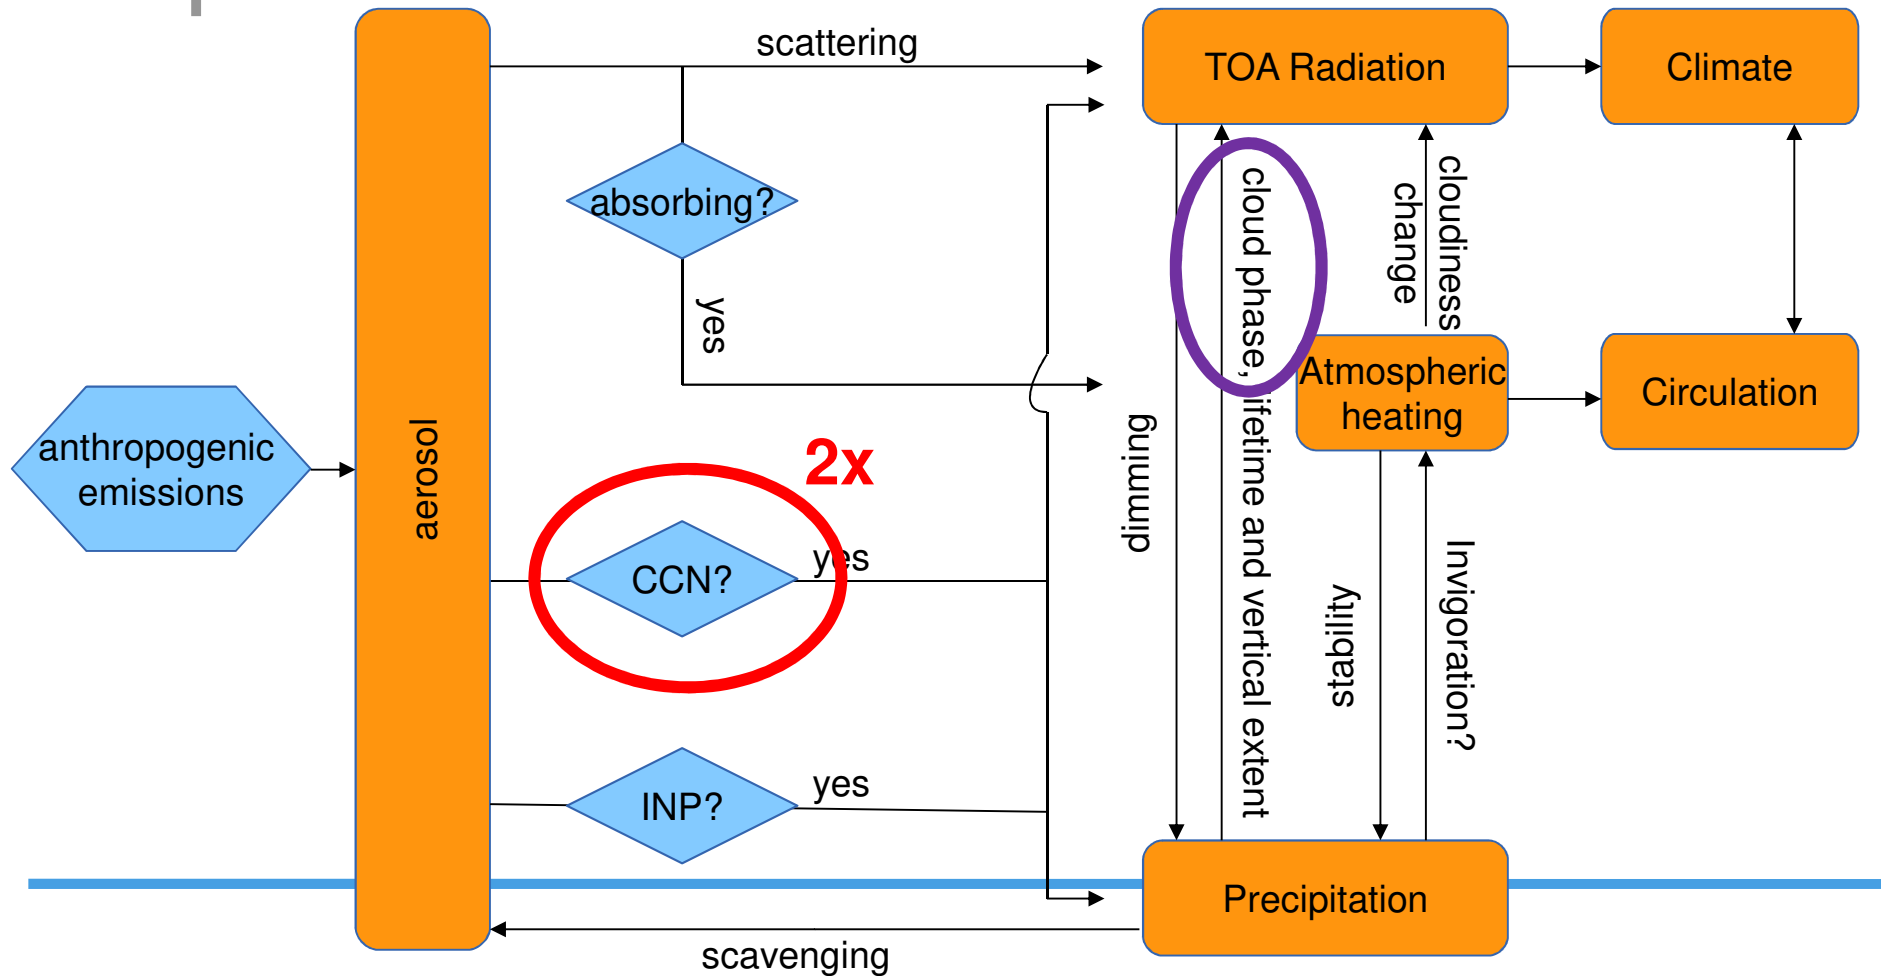 scattering
TOA Radiation
Climate
absorbing?
yes
cloud phase, lifetime and vertical extent
cloudiness
change
anthropogenic
emissions
aerosol
2x
dimming
Atmospheric
heating
Circulation
CCN?
yes
stability
Invigoration?
INP?
yes
Precipitation
scavenging